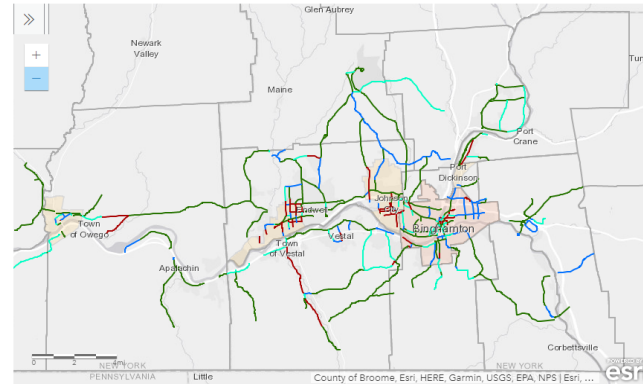 Glen Aubrey
Newark
Valley
Maine
Port
Crane
Port
Dickinson
Johnson
City
Endwell
Town
of Owego
Binghamton
Vestal
Town
of Vestal
Apalachin
Corbettsville
0 2 4mi
NEW YORK
PENNSYLVANIA
Little
NEW YORK
County of Broome, Esri, HERE, Garmin, USGS, EPA, NPS | Esri, ...
POWERED BY
esri